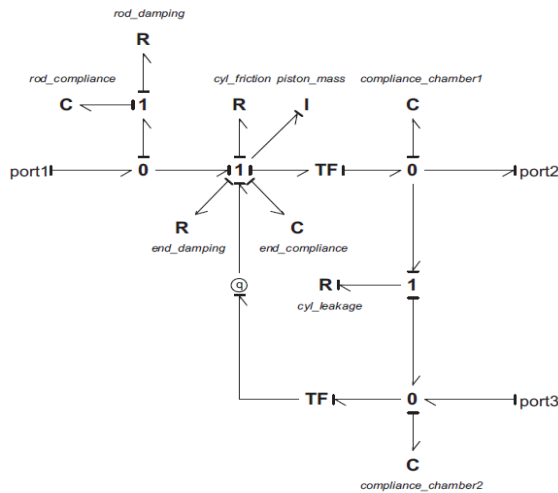 rod_damping
R
rod_compliance cyl_friction piston_mass compliance_chamber1
C 1 R I C
port1 0 1 TF 0 port2
R C
end_damping end_compliance
q R 1
cyl_leakage
TF 0 port3
C
compliance_chamber2